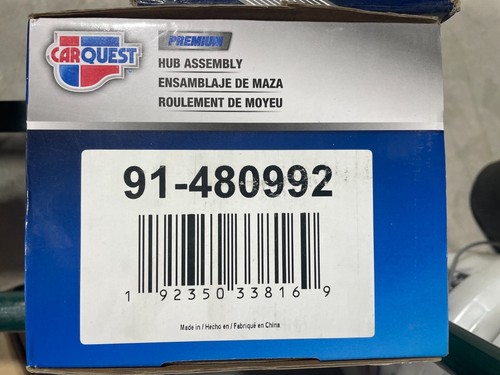 CARQUEST
PREMIUM
HUB ASSEMBLY
ENSAMBLAJE DE MAZA
ROULEMENT DE MOYEU
91-480992
1 92350 33816 9
Made in / Hecho en / Fabriqué en China